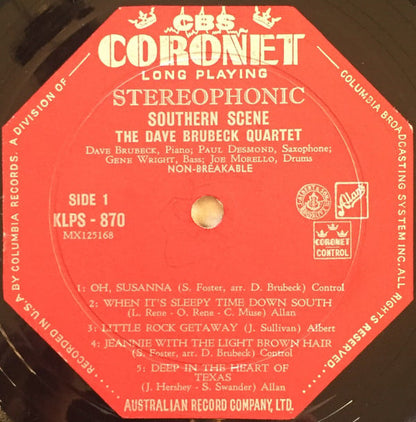 CBS
CORONET
LONG PLAYING
STEREOPHONIC
SOUTHERN SCENE
THE DAVE BRUBECK QUARTET
DAVE BRUBECK, Piano; PAUL DESMOND, Saxophone;
GENE WRIGHT, Bass; JOE MORELLO, Drums
NON-BREAKABLE
SIDE 1
KLPS - 870
MX125168
Allans
CORONET
CONTROL
1: OH, SUSANNA (S. Foster, arr. D. Brubeck) Control
2: WHEN IT'S SLEEPY TIME DOWN SOUTH
(L. Rene - O. Rene - C. Muse) Allan
3: LITTLE ROCK GETAWAY (J. Sullivan) Albert
4: JEANNIE WITH THE LIGHT BROWN HAIR
(S. Foster, arr. D. Brubeck) Control
5: DEEP IN THE HEART OF
TEXAS
(J. Hershey - S. Swander) Allan
AUSTRALIAN RECORD COMPANY, LTD.
RECORDED IN U.S.A BY COLUMBIA RECORDS. A DIVISION OF
COLUMBIA BROADCASTING SYSTEM INC. ALL RIGHTS RESERVED